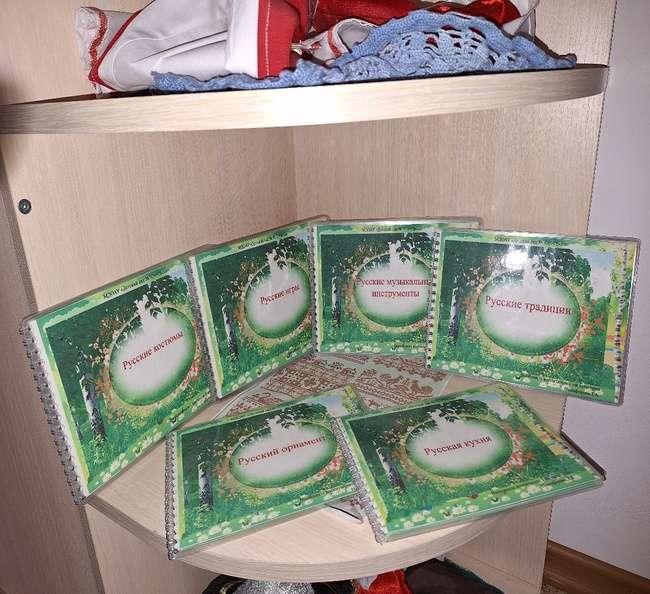 Русские костюмы
Русские игры
Русские музыкальные
инструменты
Русские традиции
Русский орнамент
Русская кухня